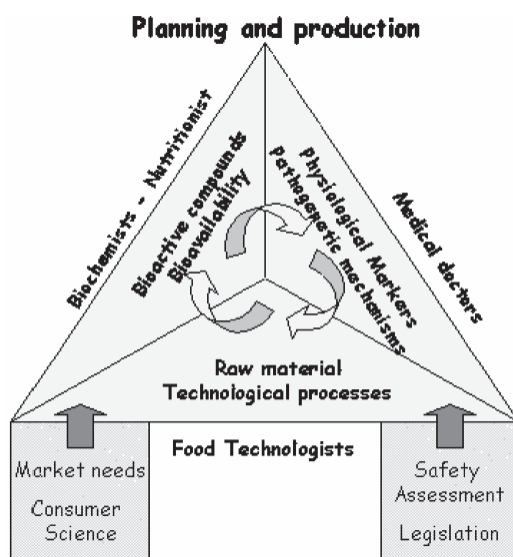 Planning and production
Biochemists - Nutritionist
Bioactive compounds
Bioavailability
Physiological Markers
Pathogenetic mechanisms
Medical doctors
Raw material
Technological processes
Food Technologists
Market needs
Consumer
Science
Safety
Assessment
Legislation